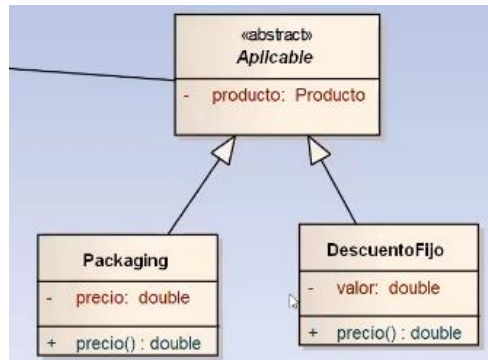 «abstract»
Aplicable
- producto: Producto
Packaging
- precio: double
+ precio() : double
DescuentoFijo
- valor: double
+ precio() : double